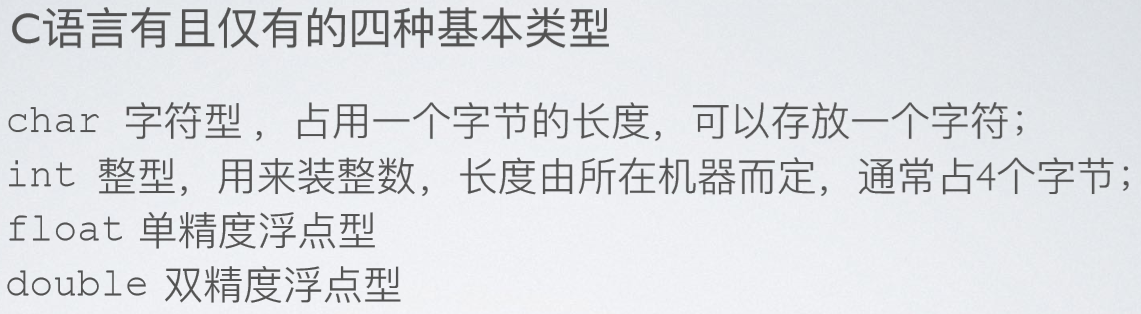 C语言有且仅有的四种基本类型
char 字符型，占用一个字节的长度，可以存放一个字符；
int 整型，用来装整数，长度由所在机器而定，通常占4个字节；
float 单精度浮点型
double 双精度浮点型